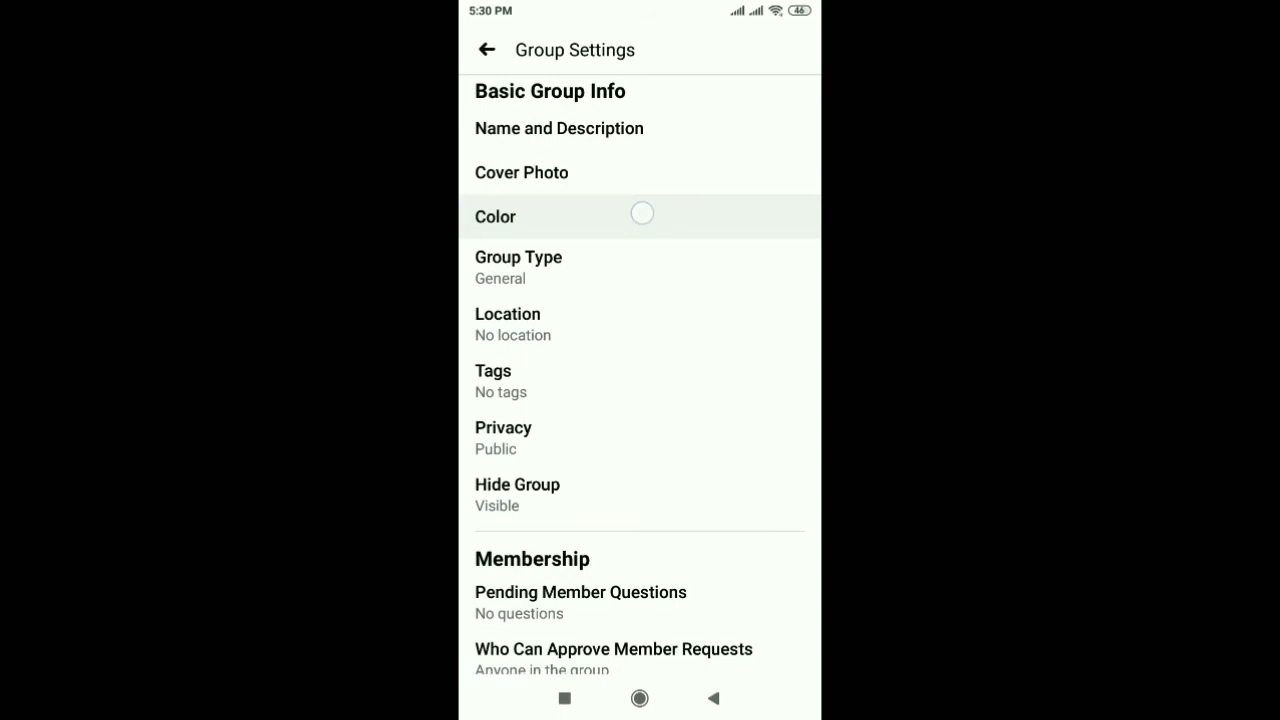 5:30 PM
46
Group Settings
Basic Group Info
Name and Description
Cover Photo
Color
Group Type
General
Location
No location
Tags
No tags
Privacy
Public
Hide Group
Visible
Membership
Pending Member Questions
No questions
Who Can Approve Member Requests
Anyone in the group